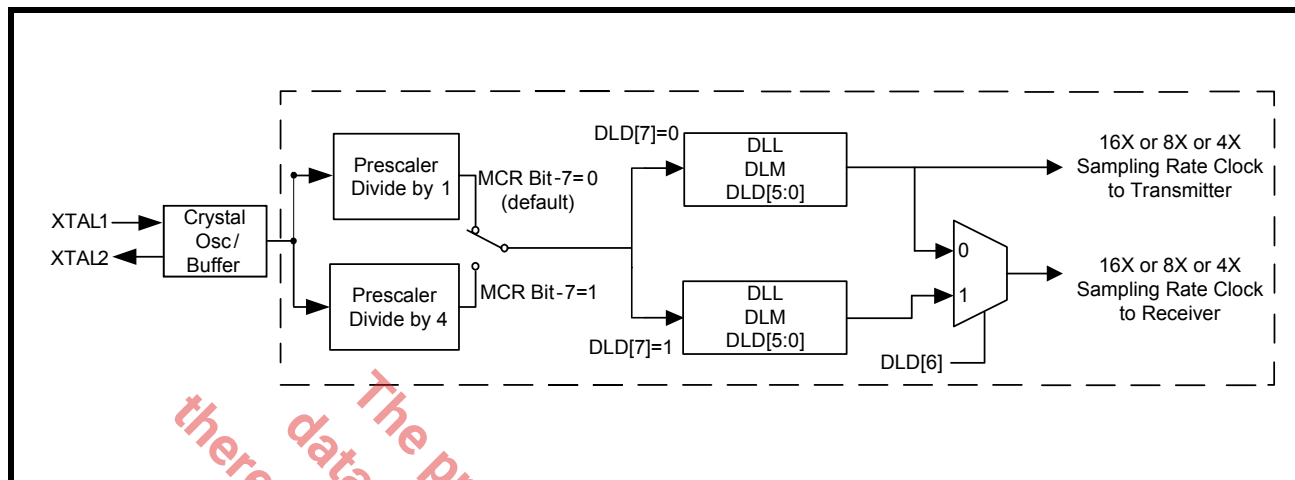 XTAL1
XTAL2
Crystal
Osc/
Buffer
Prescaler
Divide by 1
Prescaler
Divide by 4
MCR Bit-7=0
(default)
MCR Bit-7=1
DLD[7]=0
DLL
DLM
DLD[5:0]
DLD[7]=1
DLL
DLM
DLD[5:0]
0
1
DLD[6]
16X or 8X or 4X
Sampling Rate Clock
to Transmitter
16X or 8X or 4X
Sampling Rate Clock
to Receiver
The
data
there